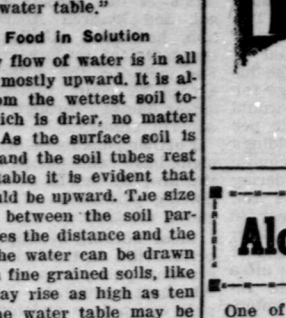 water table."
Food in Solution
flow of water is in all
mostly upward. It is al-
om the wettest soil to-
ich is drier, no matter
As the surface soil is
and the soil tubes rest
table it is evident that
ld be upward. The size
between the soil par-
es the distance and the
he water can be drawn
fine grained soils, like
ay rise as high as ten
e water table may be
Alo
One of